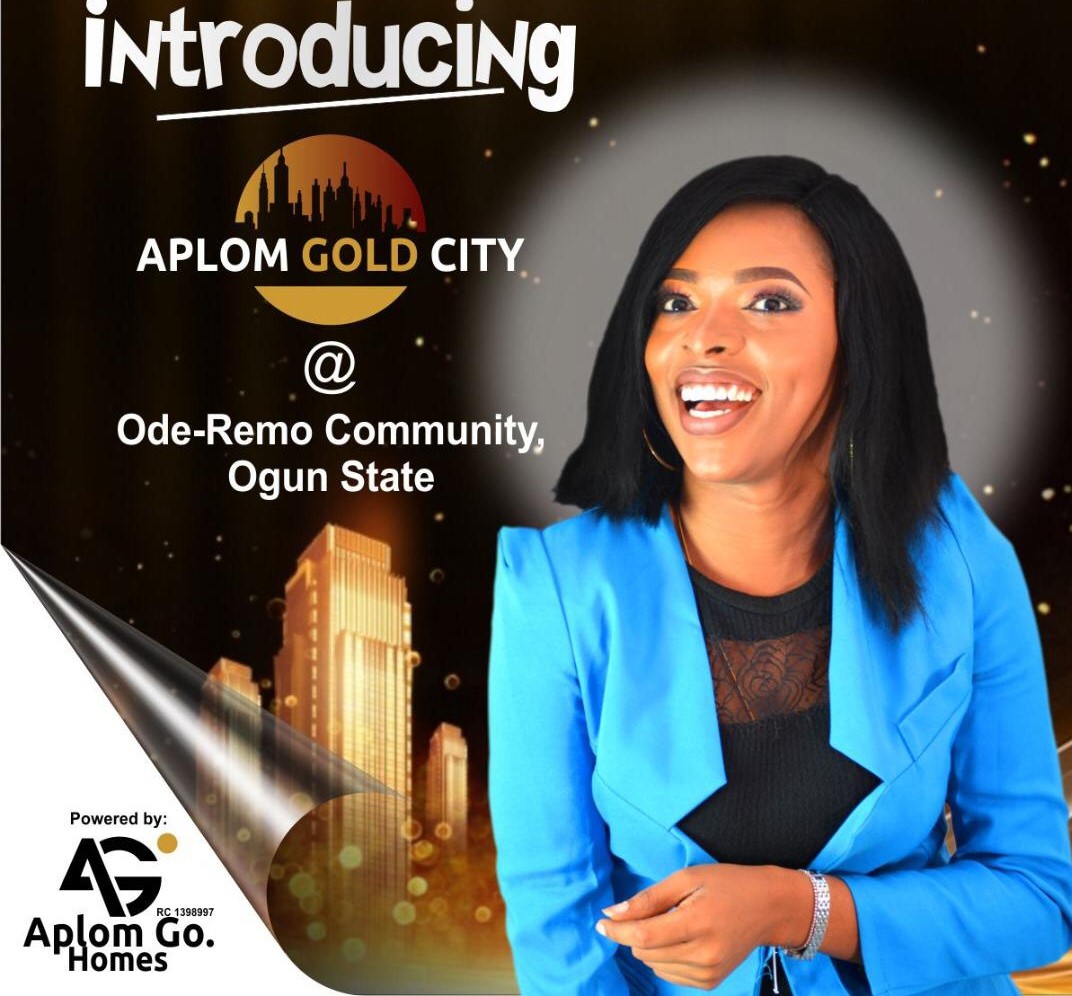 introducing
APLOM GOLD CITY
@
Ode-Remo Community,
Ogun State
Powered by:
AG
RC 1398997
Aplom Go.
Homes